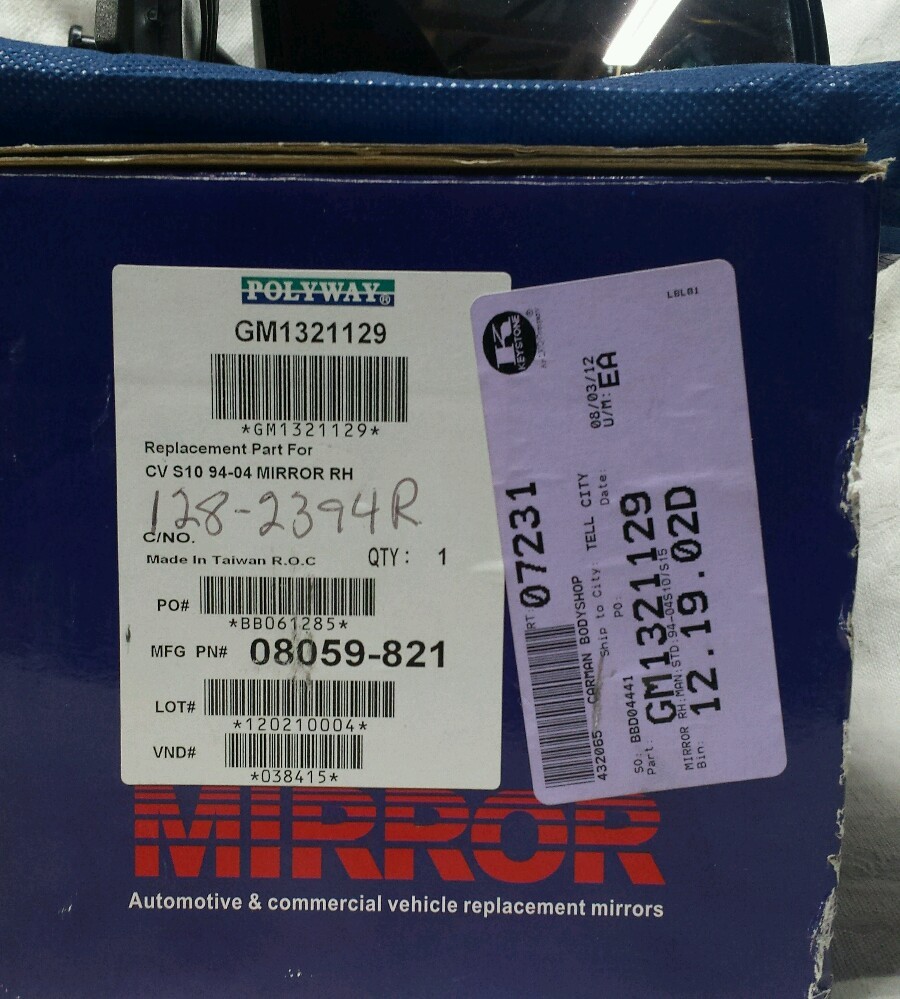 POLYWAY®
GM1321129
*GM1321129*
Replacement Part For
CV S10 94-04 MIRROR RH
128-2394R
C/NO.
Made In Taiwan R.O.C QTY: 1
PO#
*BB061285*
MFG PN# 08059-821
LOT#
*120210004*
VND#
*038415*
LBL01
K
KEYSTONE®
RT: 07231
432065 CARMAN BODYSHOP
Ship to City: TELL CITY
PO: Date: 08/03/12
SO: BBD04441 U/M: EA
Part: GM1321129
MIRROR RH:MAN:STD:94-04S10/S15
Bin: 12.19.02D
MIRROR
Automotive & commercial vehicle replacement mirrors